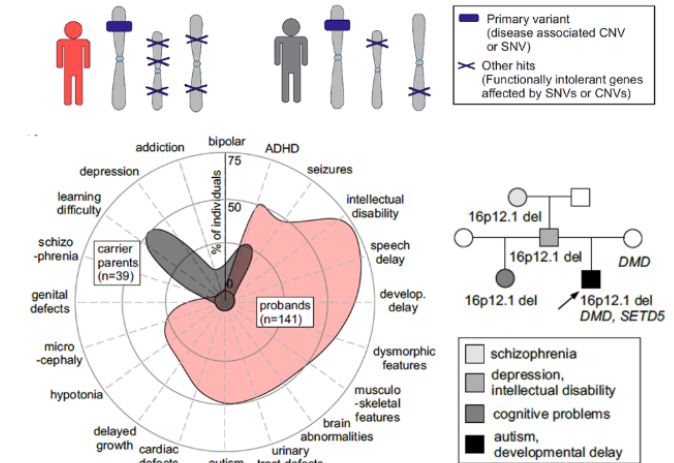 Primary variant
(disease associated CNV
or SNV)
Other hits
(Functionally intolerant genes
affected by SNVs or CNVs)
bipolar
addiction
ADHD
75
depression
seizures
learning
difficulty
50
intellectual
disability
% of individuals
schizo
-phrenia
carrier
parents
(n=39)
speech
delay
0
genital
defects
probands
(n=141)
develop.
delay
micro
-cephaly
dysmorphic
features
hypotonia
musculo
-skeletal
features
delayed
growth
brain
abnormalities
cardiac
defects
autism
urinary
tract defects
16p12.1 del
16p12.1 del
DMD
16p12.1 del
16p12.1 del
DMD, SETD5
schizophrenia
depression,
intellectual disability
cognitive problems
autism,
developmental delay